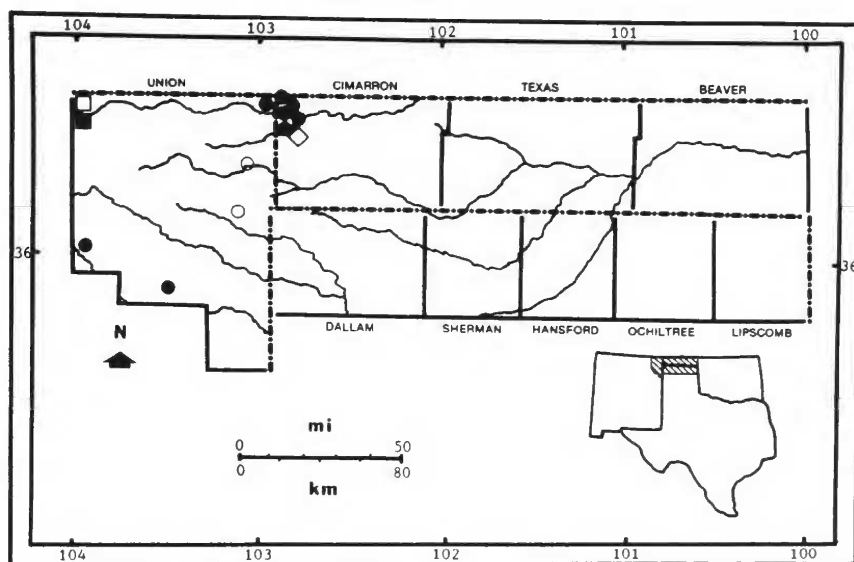 104 103 102 101 100
UNION CIMARRON TEXAS BEAVER
36 36
DALLAM SHERMAN HANSFORD OCHILTREE LIPSCOMB
N
mi
0 50
0 80
km
104 103 102 101 100